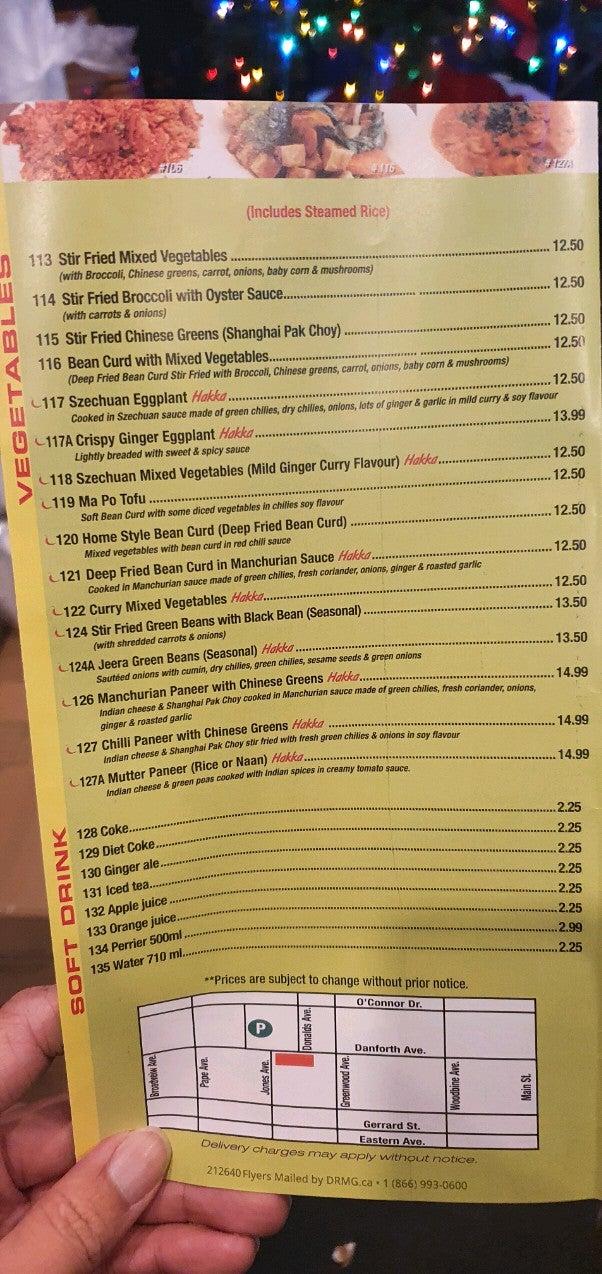 #106
#116
#127A
(Includes Steamed Rice)
VEGETABLES
113 Stir Fried Mixed Vegetables 12.50
(with Broccoli, Chinese greens, carrot, onions, baby corn & mushrooms)
114 Stir Fried Broccoli with Oyster Sauce 12.50
(with carrots & onions)
115 Stir Fried Chinese Greens (Shanghai Pak Choy) 12.50
116 Bean Curd with Mixed Vegetables 12.50
(Deep Fried Bean Curd Stir Fried with Broccoli, Chinese greens, carrot, onions, baby corn & mushrooms)
117 Szechuan Eggplant Hakka 12.50
Cooked in Szechuan sauce made of green chilies, dry chilies, onions, lots of ginger & garlic in mild curry & soy flavour
117A Crispy Ginger Eggplant Hakka 13.99
Lightly breaded with sweet & spicy sauce
118 Szechuan Mixed Vegetables (Mild Ginger Curry Flavour) Hakka 12.50
119 Ma Po Tofu 12.50
Soft Bean Curd with some diced vegetables in chilies soy flavour
120 Home Style Bean Curd (Deep Fried Bean Curd) 12.50
Mixed vegetables with bean curd in red chili sauce
121 Deep Fried Bean Curd in Manchurian Sauce Hakka 12.50
Cooked in Manchurian sauce made of green chilies, fresh coriander, onions, ginger & roasted garlic
122 Curry Mixed Vegetables Hakka 12.50
124 Stir Fried Green Beans with Black Bean (Seasonal) 13.50
(with shredded carrots & onions)
124A Jeera Green Beans (Seasonal) Hakka 13.50
Sautéed onions with cumin, dry chilies, green chilies, sesame seeds & green onions
126 Manchurian Paneer with Chinese Greens Hakka 14.99
Indian cheese & Shanghai Pak Choy cooked in Manchurian sauce made of green chilies, fresh coriander, onions,
ginger & roasted garlic
127 Chilli Paneer with Chinese Greens Hakka 14.99
Indian cheese & Shanghai Pak Choy stir fried with fresh green chilies & onions in soy flavour
127A Mutter Paneer (Rice or Naan) Hakka 14.99
Indian cheese & green peas cooked with Indian spices in creamy tomato sauce.
SOFT DRINK
128 Coke 2.25
129 Diet Coke 2.25
130 Ginger ale 2.25
131 Iced tea 2.25
132 Apple juice 2.25
133 Orange juice 2.25
134 Perrier 500ml 2.99
135 Water 710 ml 2.25
**Prices are subject to change without prior notice.
O'Connor Dr.
P
Donalds Ave.
Danforth Ave.
Broadveiw Ave.
Pape Ave.
Jones Ave.
Greenwood Ave.
Woodbine Ave.
Main St.
Gerrard St.
Eastern Ave.
Delivery charges may apply without notice.
212640 Flyers Mailed by DRMG.ca • 1 (866) 993-0600